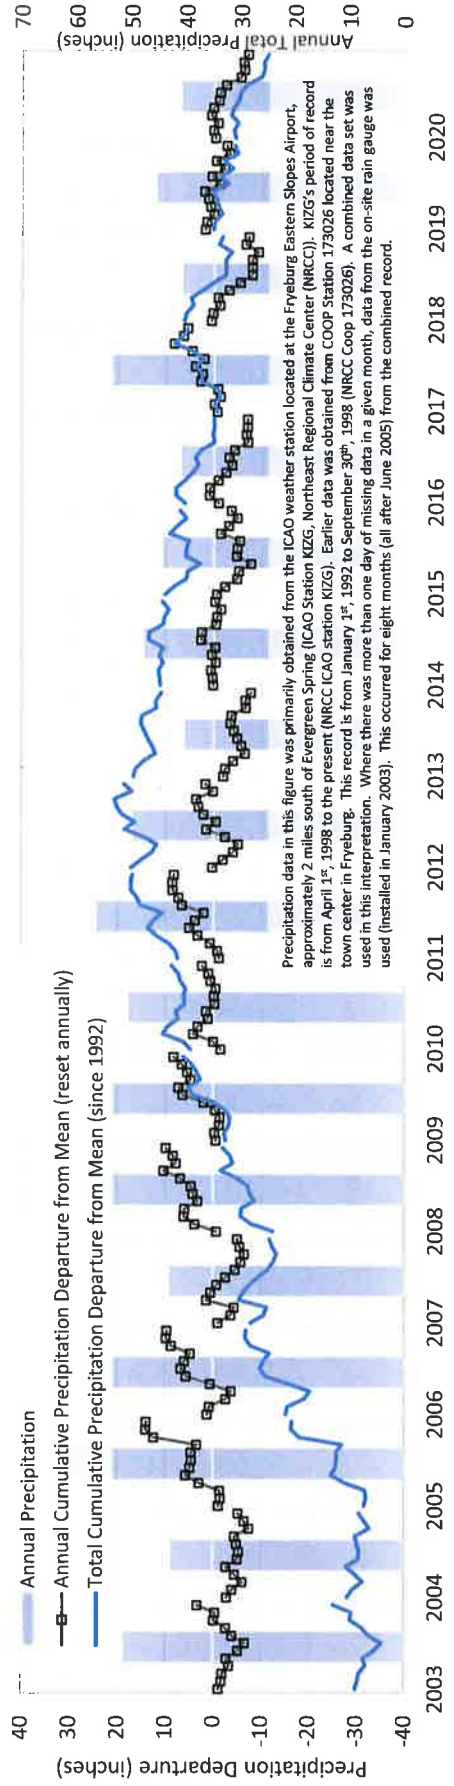 Annual Precipitation
Annual Cumulative Precipitation Departure from Mean (reset annually)
Total Cumulative Precipitation Departure from Mean (since 1992)
Precipitation Departure (inches)
40
30
20
10
0
-10
-20
-30
-40
Annual Total
Precipitation (inches)
70
60
50
40
30
20
10
0
Precipitation data in this figure was primarily obtained from the ICAO weather station located at the Fryeburg Eastern Slopes Airport,
approximately 2 miles south of Evergreen Spring (ICAO Station KIZG, Northeast Regional Climate Center (NRCC)). KIZG's period of record
is from April 1st, 1998 to the present (NRCC ICAO station KIZG). Earlier data was obtained from COOP Station 173026 located near the
town center in Fryeburg. This record is from January 1st, 1992 to September 30th, 1998 (NRCC Coop 173026). A combined data set was
used in this interpretation. Where there was more than one day of missing data in a given month, data from the on-site rain gauge was
used (installed in January 2003). This occurred for eight months (all after June 2005) from the combined record.
2003 2004 2005 2006 2007 2008 2009 2010 2011 2012 2013 2014 2015 2016 2017 2018 2019 2020